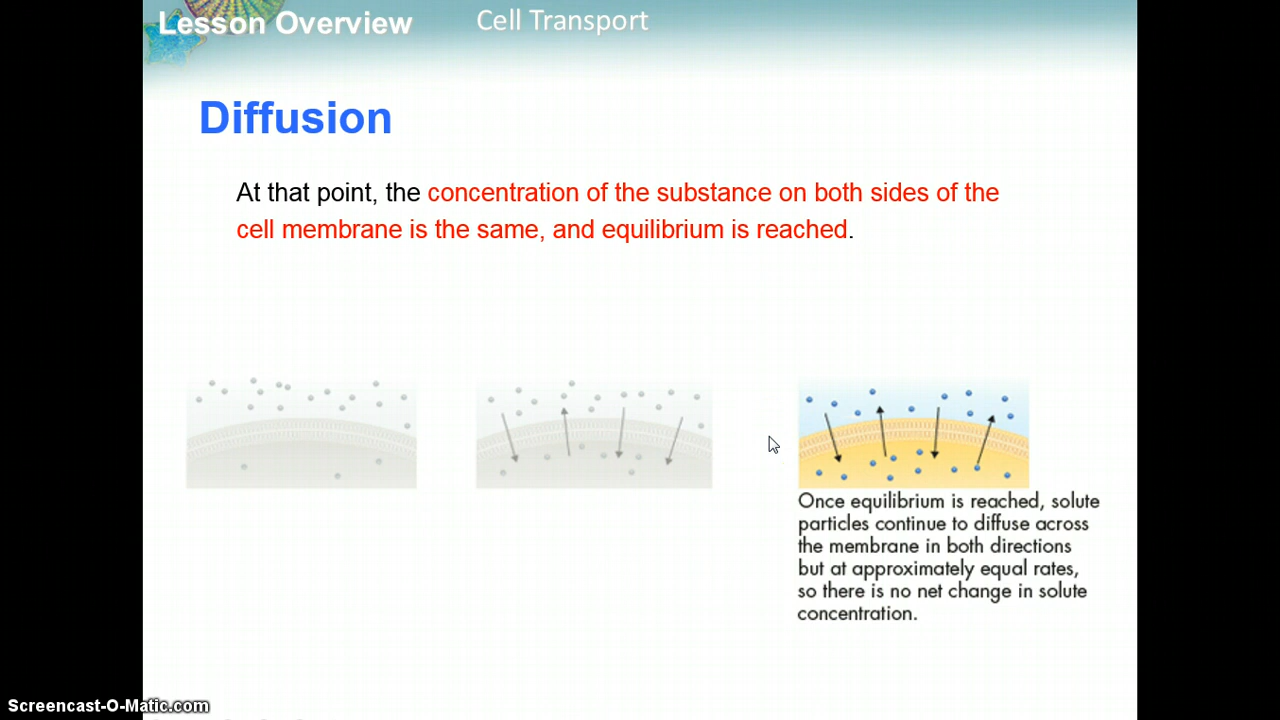 Lesson Overview Cell Transport
Diffusion
At that point, the concentration of the substance on both sides of the
cell membrane is the same, and equilibrium is reached.
Once equilibrium is reached, solute
particles continue to diffuse across
the membrane in both directions
but at approximately equal rates,
so there is no net change in solute
concentration.
Screencast-O-Matic.com